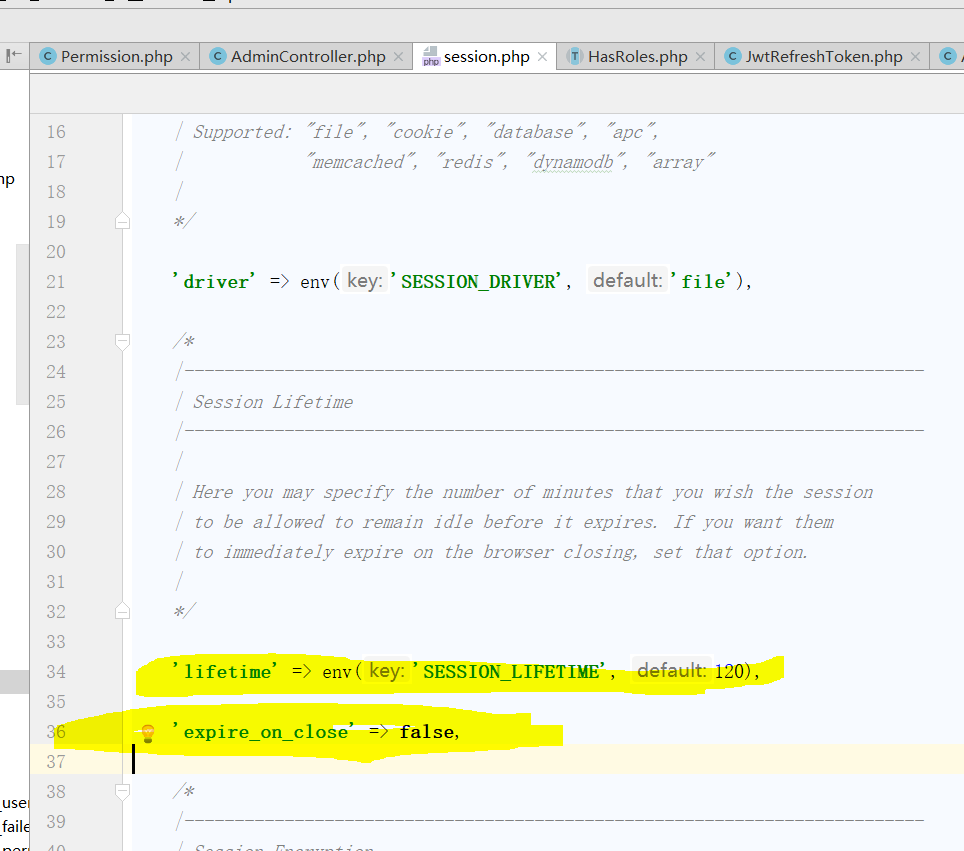 Permission.php AdminController.php session.php HasRoles.php JwtRefreshToken.php
16 | Supported: "file", "cookie", "database", "apc",
17 | "memcached", "redis", "dynamodb", "array"
18 |
19 */
20
21 'driver' => env( key: 'SESSION_DRIVER', default: 'file'),
22
23 /*
24 |--------------------------------------------------------------------------
25 | Session Lifetime
26 |--------------------------------------------------------------------------
27 |
28 | Here you may specify the number of minutes that you wish the session
29 | to be allowed to remain idle before it expires. If you want them
30 | to immediately expire on the browser closing, set that option.
31 |
32 */
33
34 'lifetime' => env( key: 'SESSION_LIFETIME', default: 120),
35
36 'expire_on_close' => false,
37
38 /*
39 |--------------------------------------------------------------------------
40 | Session Encryption